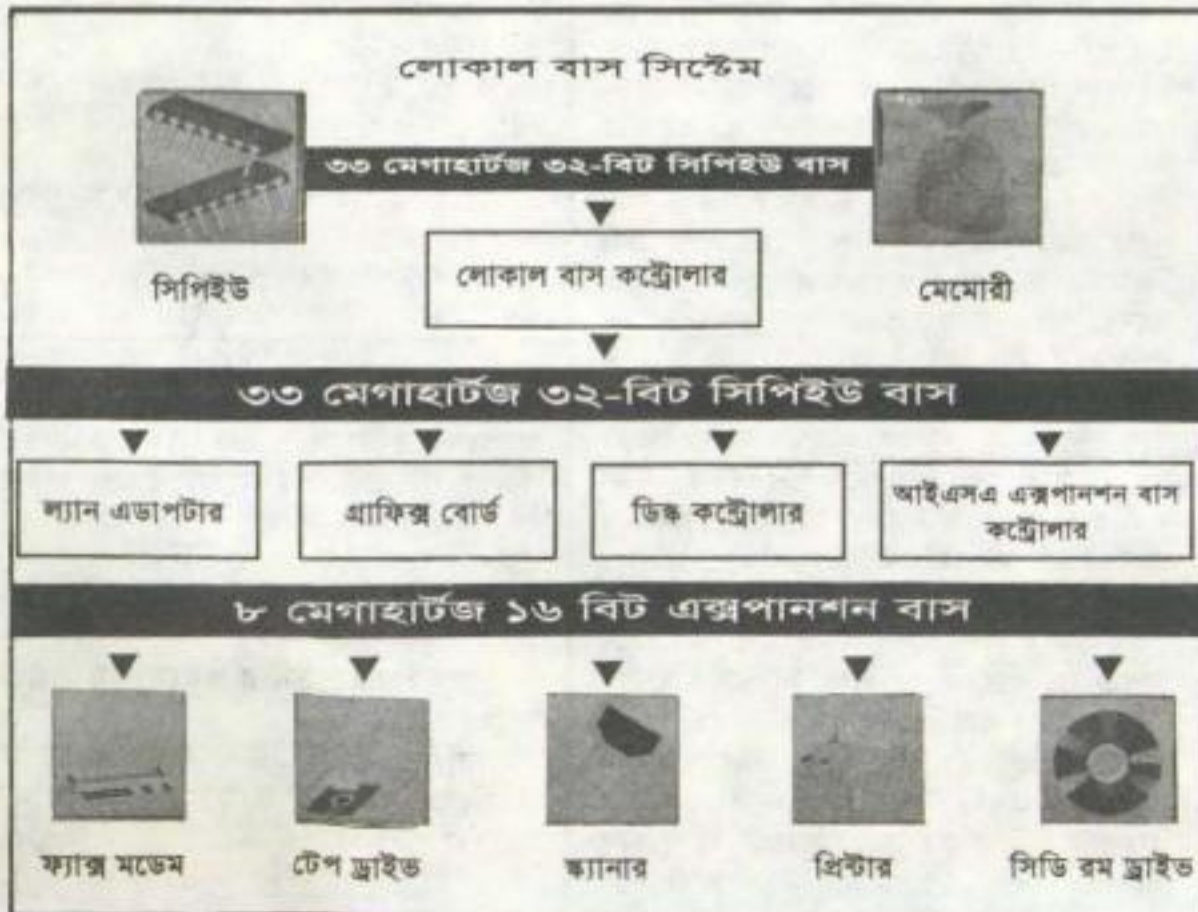 লোকাল বাস সিস্টেম
৩৩ মেগাহার্টজ ৩২-বিট সিপিইউ বাস
সিপিইউ
লোকাল বাস কন্ট্রোলার
মেমোরী
৩৩ মেগাহার্টজ ৩২-বিট সিপিইউ বাস
ল্যান এডাপটার
গ্রাফিক্স বোর্ড
ডিস্ক কন্ট্রোলার
আইএসএ এক্সপানশন বাস
কন্ট্রোলার
৮ মেগাহার্টজ ১৬ বিট এক্সপানশন বাস
ফ্যাক্স মডেম
টেপ ড্রাইভ
স্ক্যানার
প্রিন্টার
সিডি রম ড্রাইভ